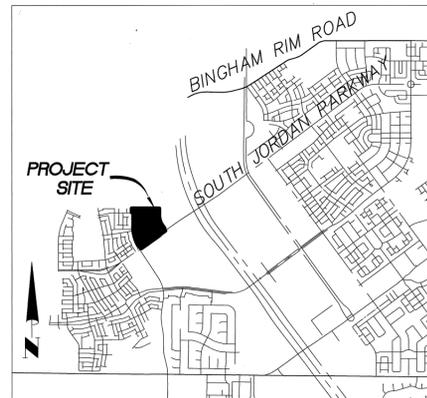 BINGHAM RIM ROAD
SOUTH JORDAN PARKWAY
PROJECT
SITE
N